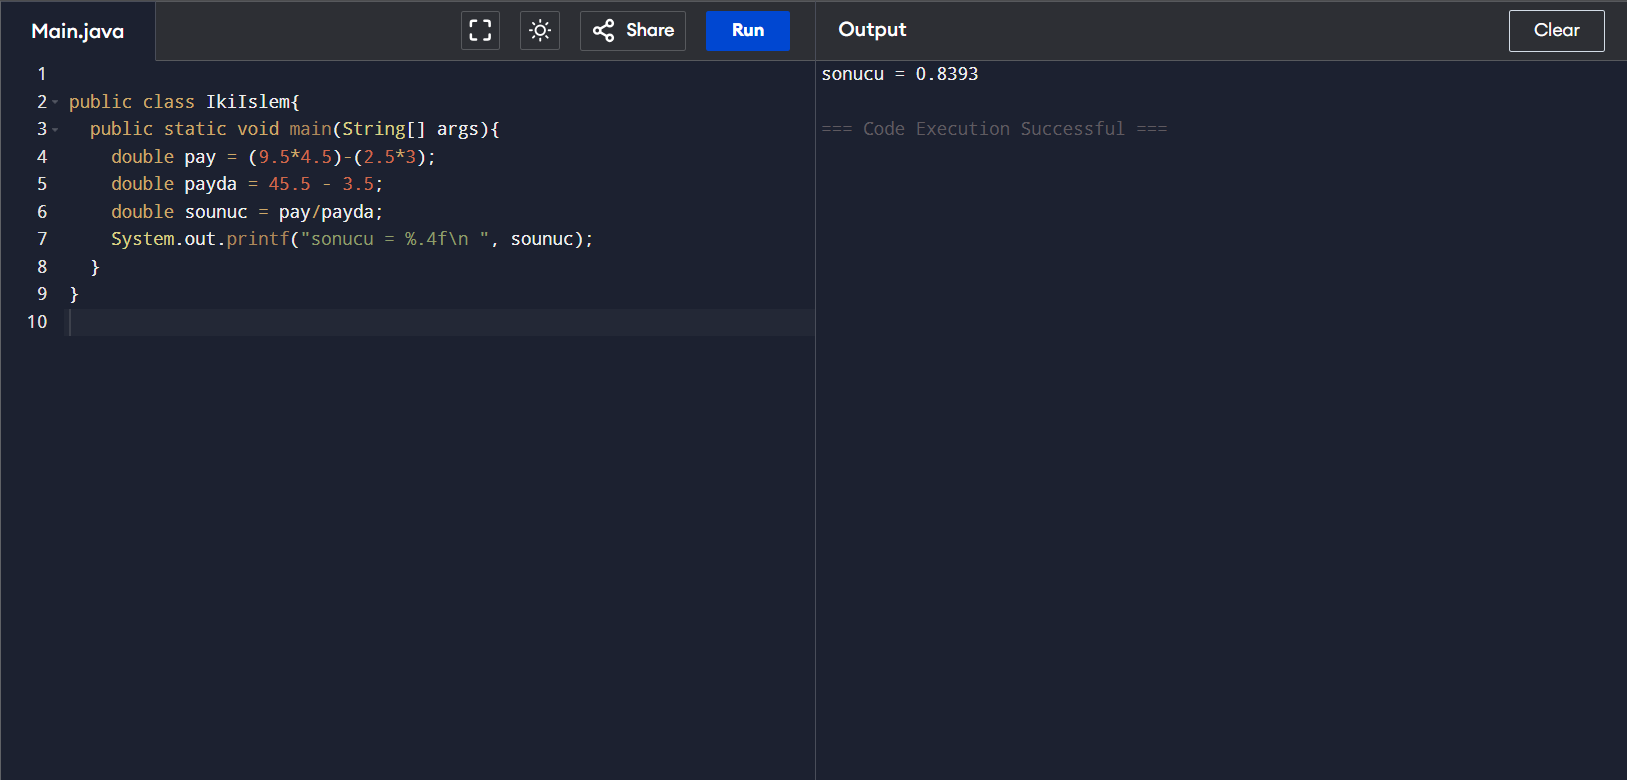 Main.java
Share
Run
Output
Clear
1
2 public class IkiIslem{
3 public static void main(String[] args){
4 double pay = (9.5*4.5)-(2.5*3);
5 double payda = 45.5 - 3.5;
6 double sounuc = pay/payda;
7 System.out.printf("sonucu = %.4f\n ", sounuc);
8 }
9 }
10
sonucu = 0.8393
=== Code Execution Successful ===